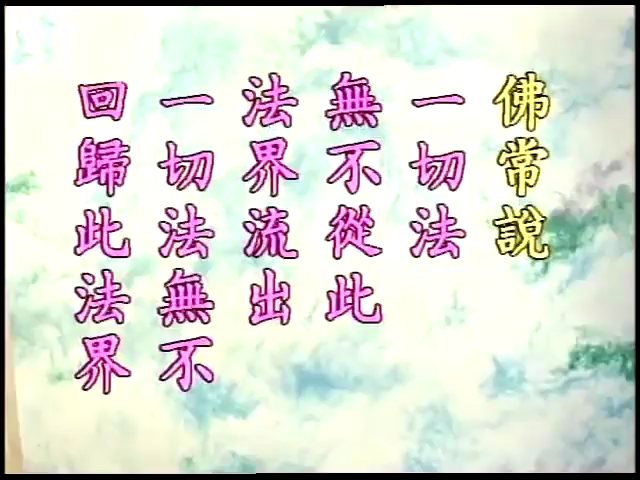 佛常說
一切法
無不從此
法界流出
一切法無不
回歸此法界